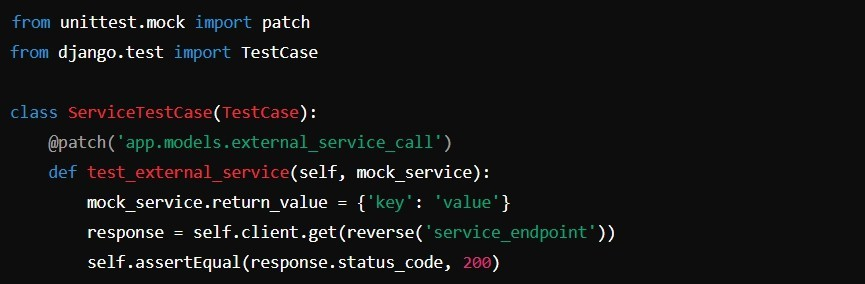 from unittest.mock import patch
from django.test import TestCase

class ServiceTestCase(TestCase):
    @patch('app.models.external_service_call')
    def test_external_service(self, mock_service):
        mock_service.return_value = {'key': 'value'}
        response = self.client.get(reverse('service_endpoint'))
        self.assertEqual(response.status_code, 200)